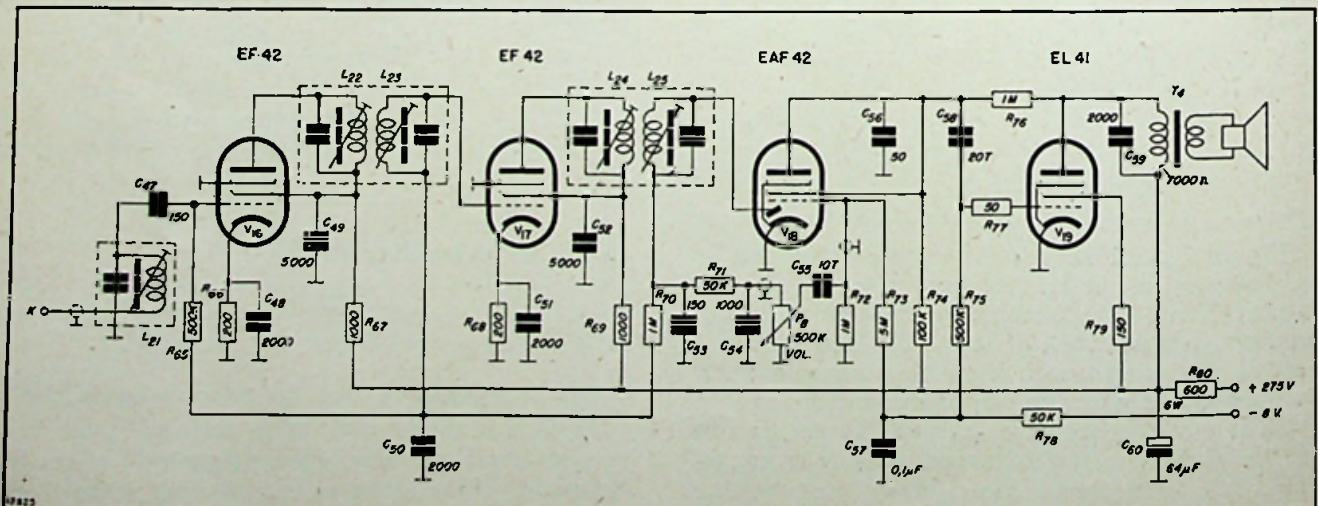 EF 42
EF 42
EAF 42
EL 41
L22 L23
L24 L25
T4
C47
150
C49
5000
C52
5000
C56
50
C58
20T
1M
R76
2000
C59
7000Ω
V16
V17
V18
V19
50
R77
K
L21
R65
500K
200
C48
2000
R67
1000
R68
200
C51
2000
R69
1000
R70
1M
R71
50K
150
C53
1000
C54
C55
10T
P8
500K
VOL.
R72
1M
R73
5M
R74
100K
R75
500K
R79
150
R80
600
6W
+ 275V
- 8V.
50K
R78
C50
2000
C57
0,1µF
C60
64µF